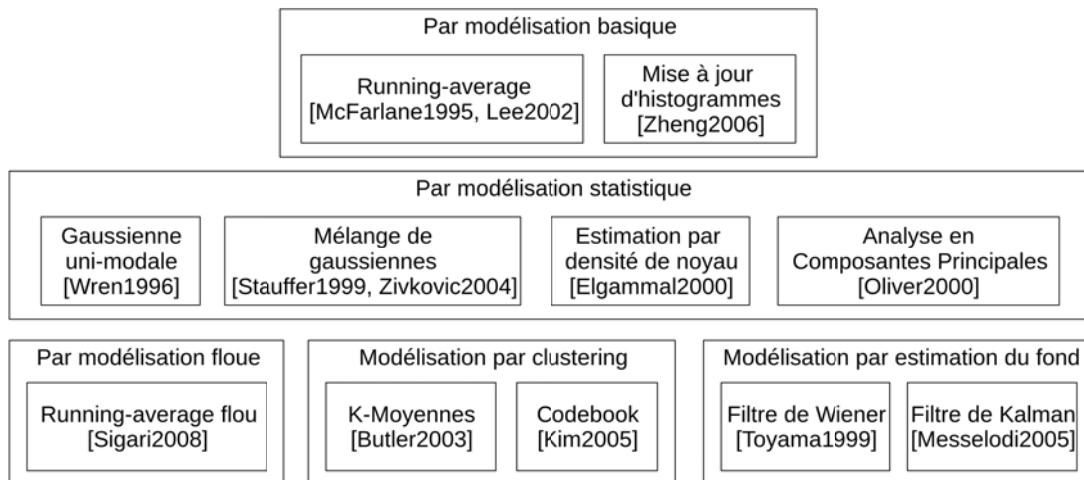 Par modélisation basique
Running-average
[McFarlane1995, Lee2002]
Mise à jour
d'histogrammes
[Zheng2006]
Par modélisation statistique
Gaussienne
uni-modale
[Wren1996]
Mélange de
gaussiennes
[Stauffer1999, Zivkovic2004]
Estimation par
densité de noyau
[Elgammal2000]
Analyse en
Composantes Principales
[Oliver2000]
Par modélisation floue
Running-average flou
[Sigari2008]
Modélisation par clustering
K-Moyennes
[Butler2003]
Codebook
[Kim2005]
Modélisation par estimation du fond
Filtre de Wiener
[Toyama1999]
Filtre de Kalman
[Messelodi2005]